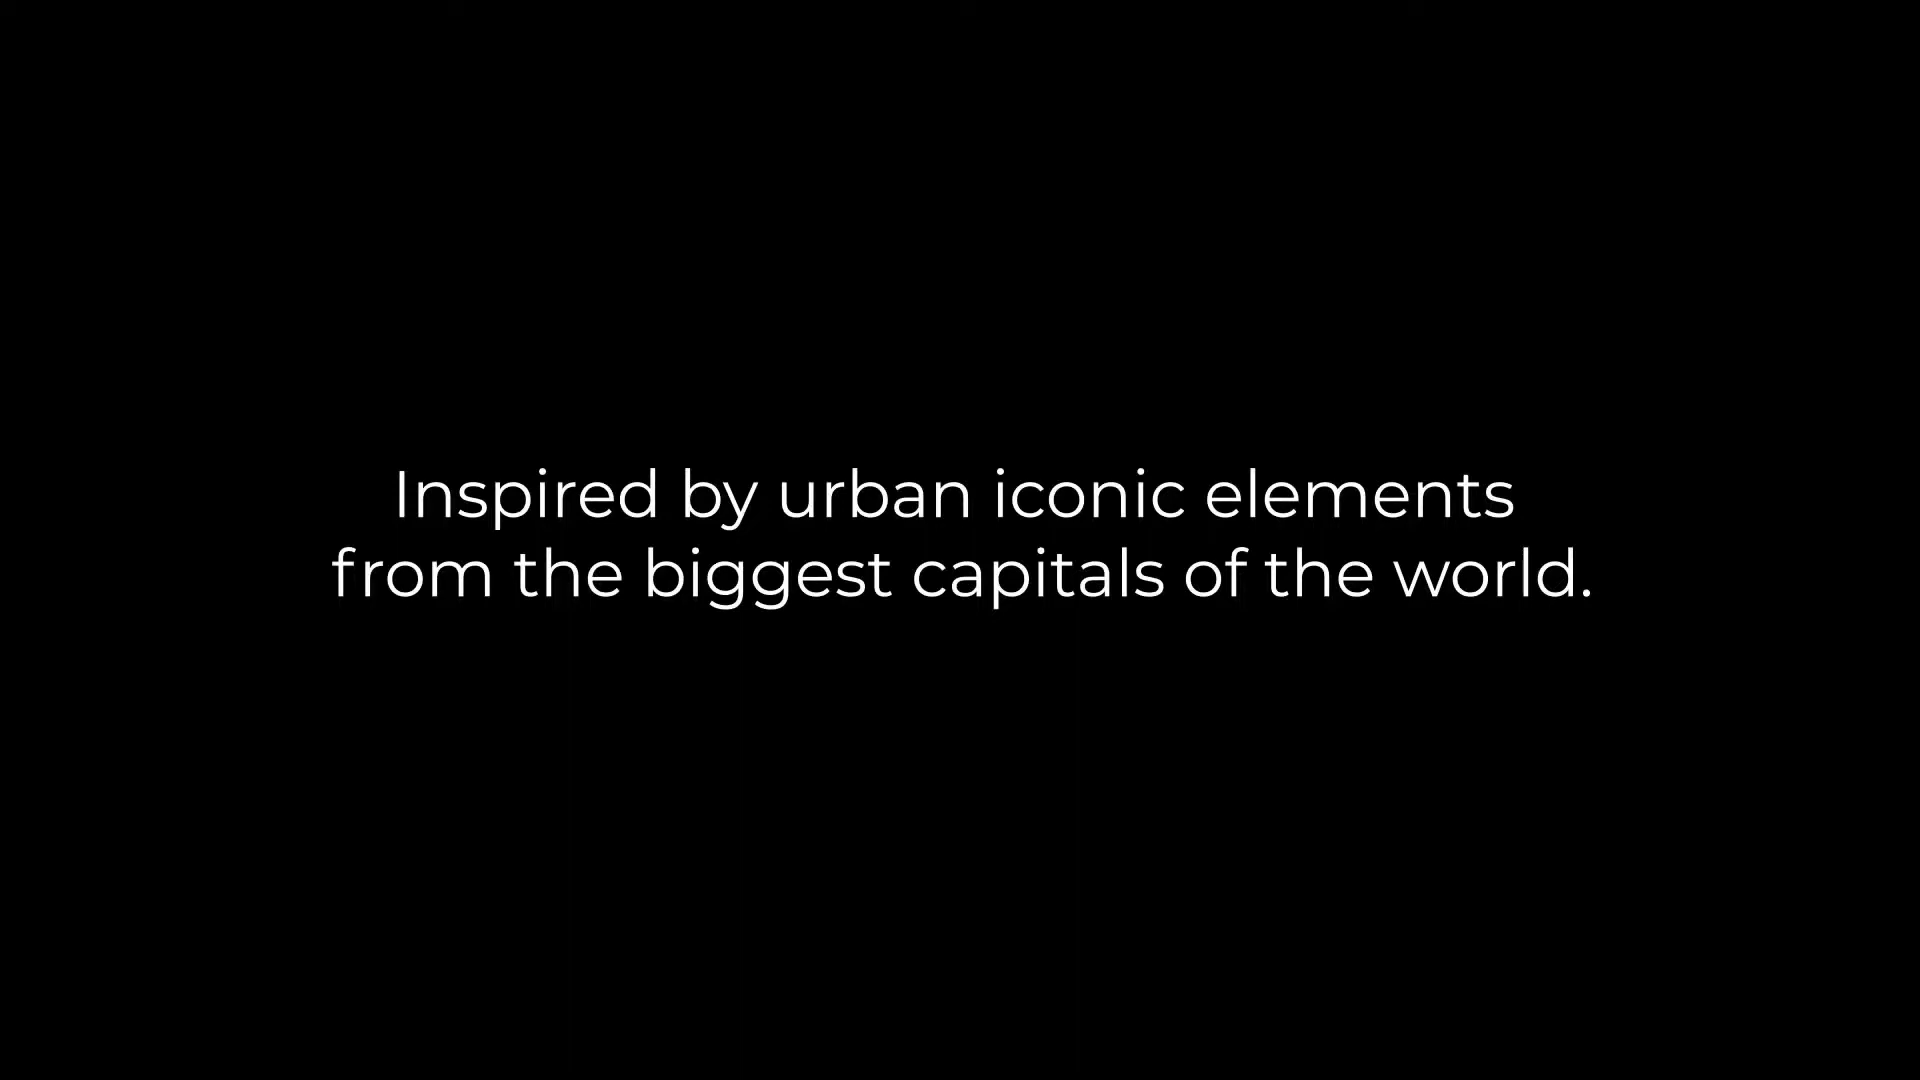 Inspired by urban iconic elements
from the biggest capitals of the world.